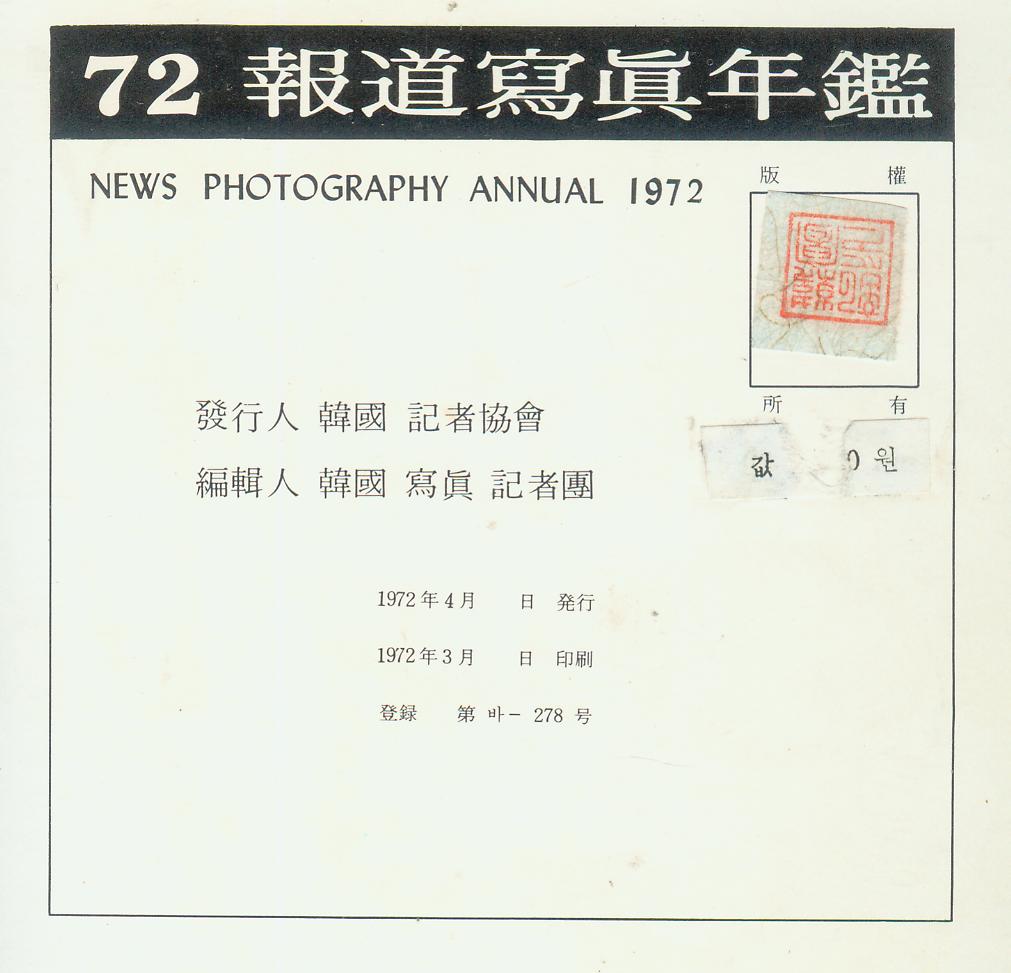 72 報道寫眞年鑑
NEWS PHOTOGRAPHY ANNUAL 1972
版 權
所 有
값 0 원
發行人 韓國 記者協會
編輯人 韓國 寫眞 記者團
1972年4月 日 発行
1972年3月 日 印刷
登録 第 바－ 278 号